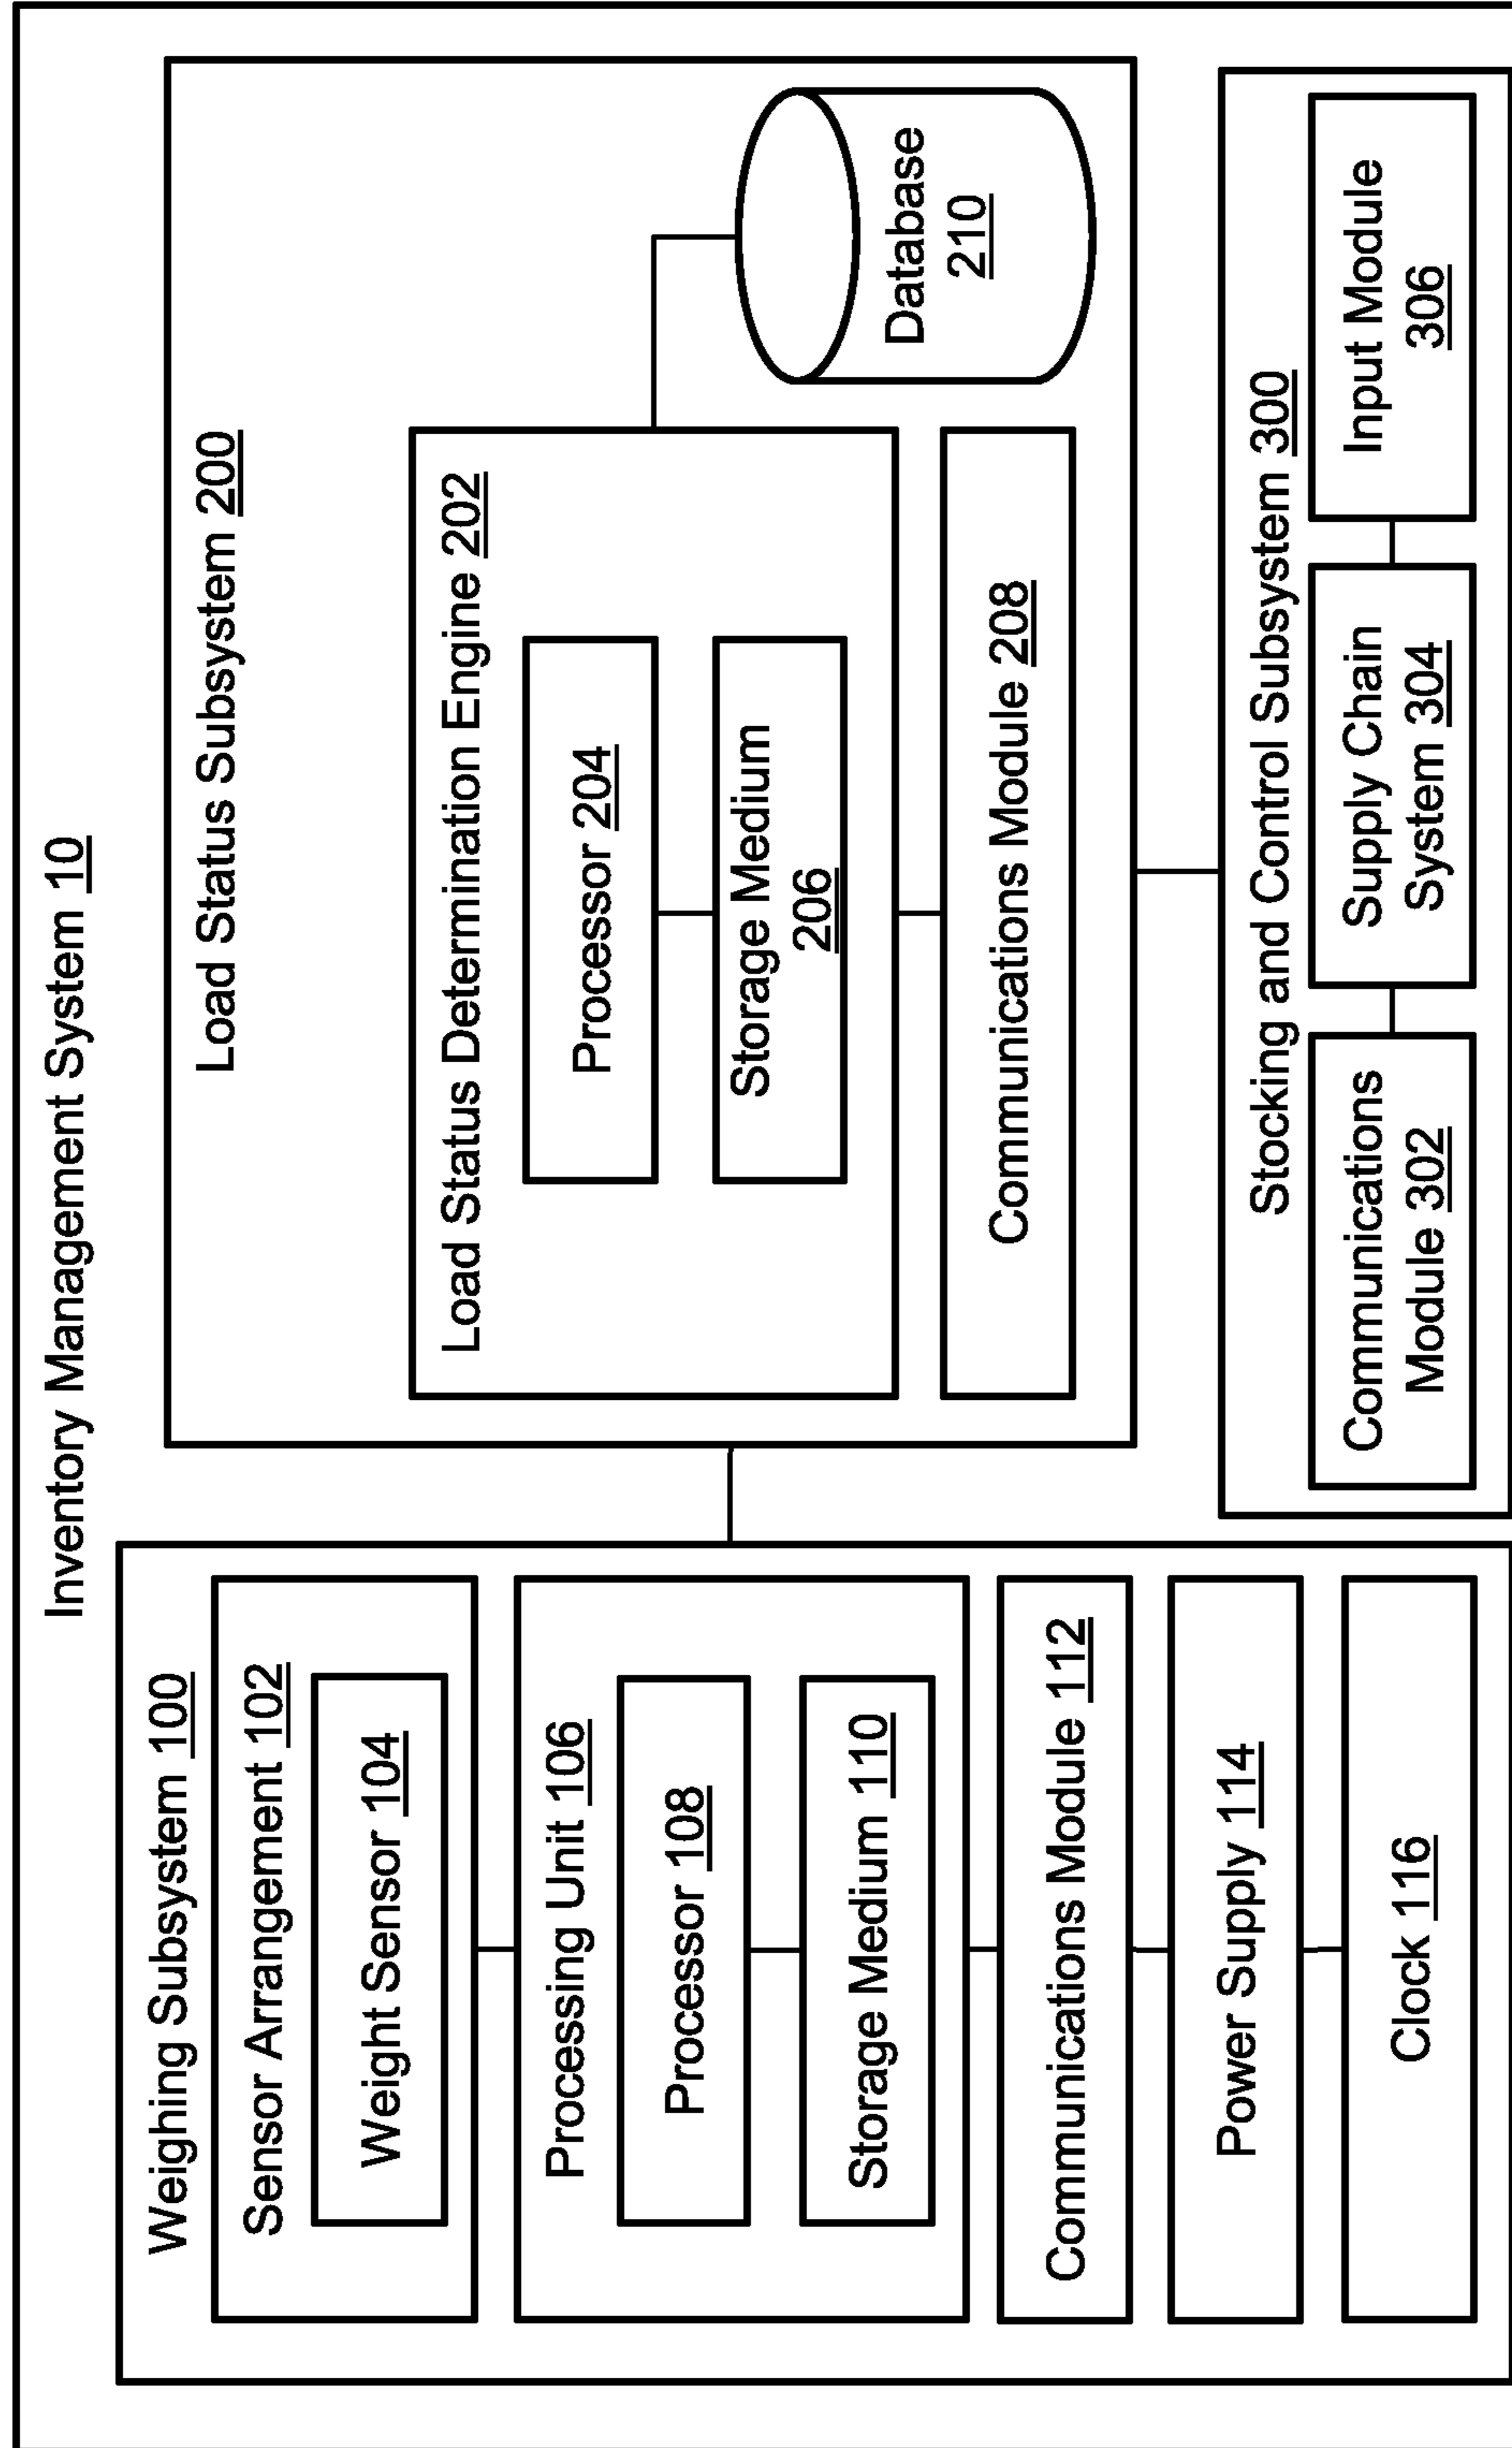 Inventory Management System 10
Weighing Subsystem 100
Sensor Arrangement 102
Weight Sensor 104
Processing Unit 106
Processor 108
Storage Medium 110
Communications Module 112
Power Supply 114
Clock 116
Load Status Subsystem 200
Load Status Determination Engine 202
Processor 204
Storage Medium
206
Communications Module 208
Database
210
Stocking and Control Subsystem 300
Communications
Module 302
Supply Chain
System 304
Input Module
306